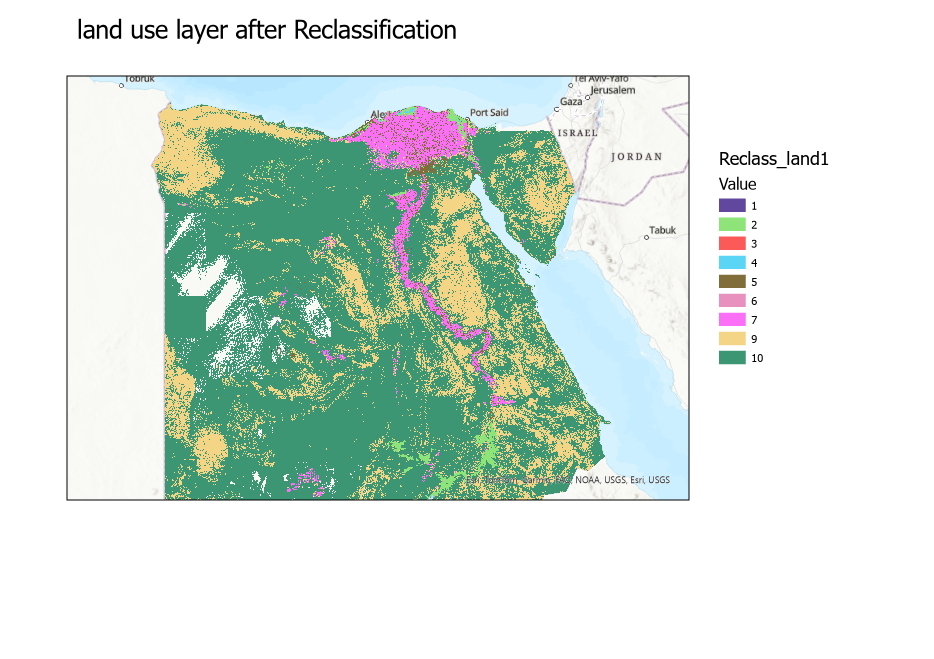 land use layer after Reclassification
Tobruk
Tel Aviv-Yafo
Jerusalem
Gaza
Port Said
ISRAEL
JORDAN
Tabuk
NOAA, USGS, Esri, USGS
Reclass_land1
Value
1
2
3
4
5
6
7
9
10